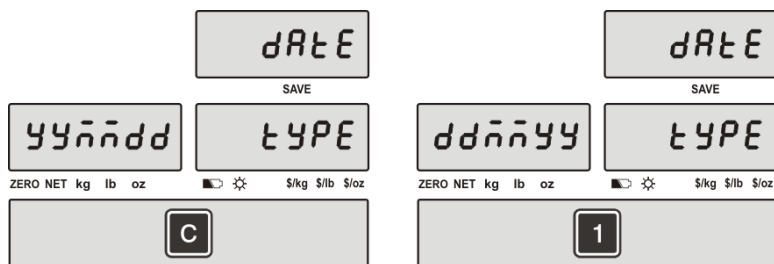 dAtE
SAVE
yymmdd tyPE
ZERO NET kg lb oz $/kg $/lb $/oz
C
dAtE
SAVE
ddmmyy tyPE
ZERO NET kg lb oz $/kg $/lb $/oz
1